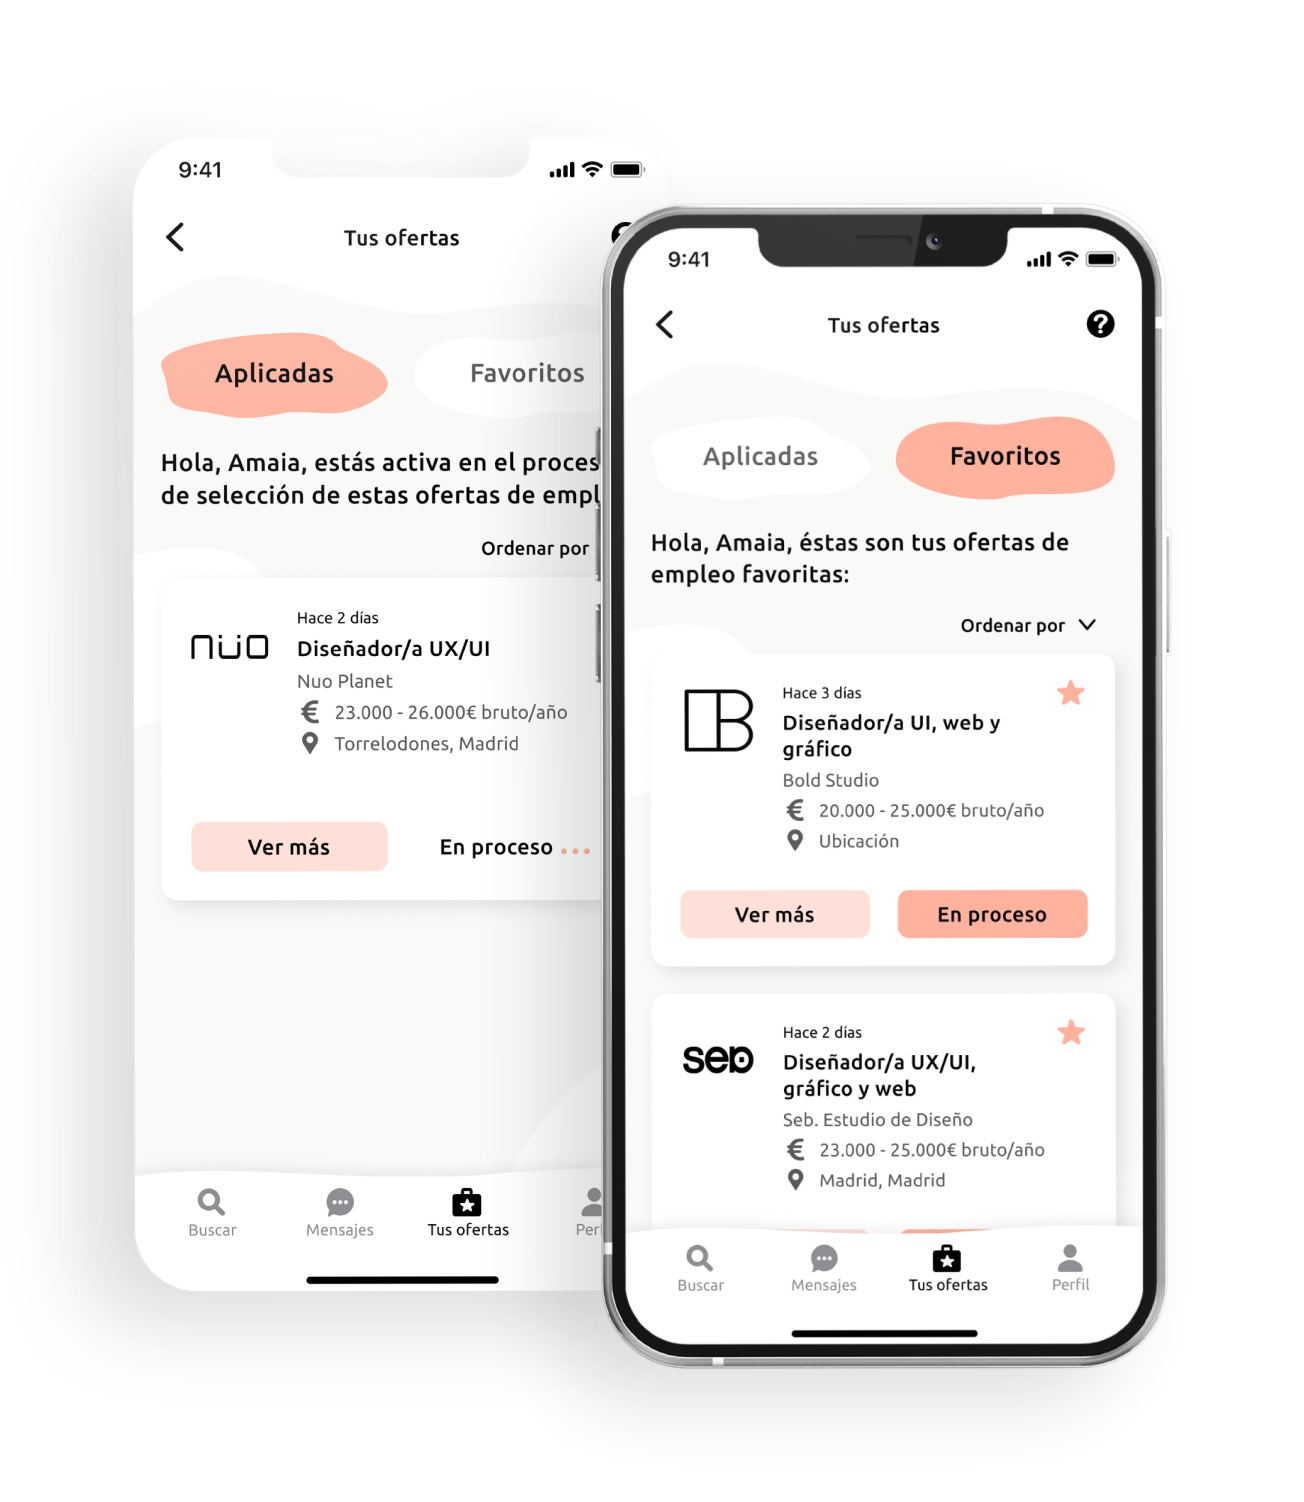 9:41
Tus ofertas
Aplicadas
Favoritos
Hola, Amaia, estás activa en el proces
de selección de estas ofertas de empl
Ordenar por
nuo
Hace 2 días
Diseñador/a UX/UI
Nuo Planet
€ 23.000 - 26.000€ bruto/año
Torrelodones, Madrid
Ver más
En proceso ...
Buscar
Mensajes
Tus ofertas
Per
9:41
Tus ofertas
?
Aplicadas
Favoritos
Hola, Amaia, éstas son tus ofertas de
empleo favoritas:
Ordenar por
B
Hace 3 días
Diseñador/a UI, web y
gráfico
Bold Studio
€ 20.000 - 25.000€ bruto/año
Ubicación
Ver más
En proceso
seb
Hace 2 días
Diseñador/a UX/UI,
gráfico y web
Seb. Estudio de Diseño
€ 23.000 - 25.000€ bruto/año
Madrid, Madrid
Buscar
Mensajes
Tus ofertas
Perfil